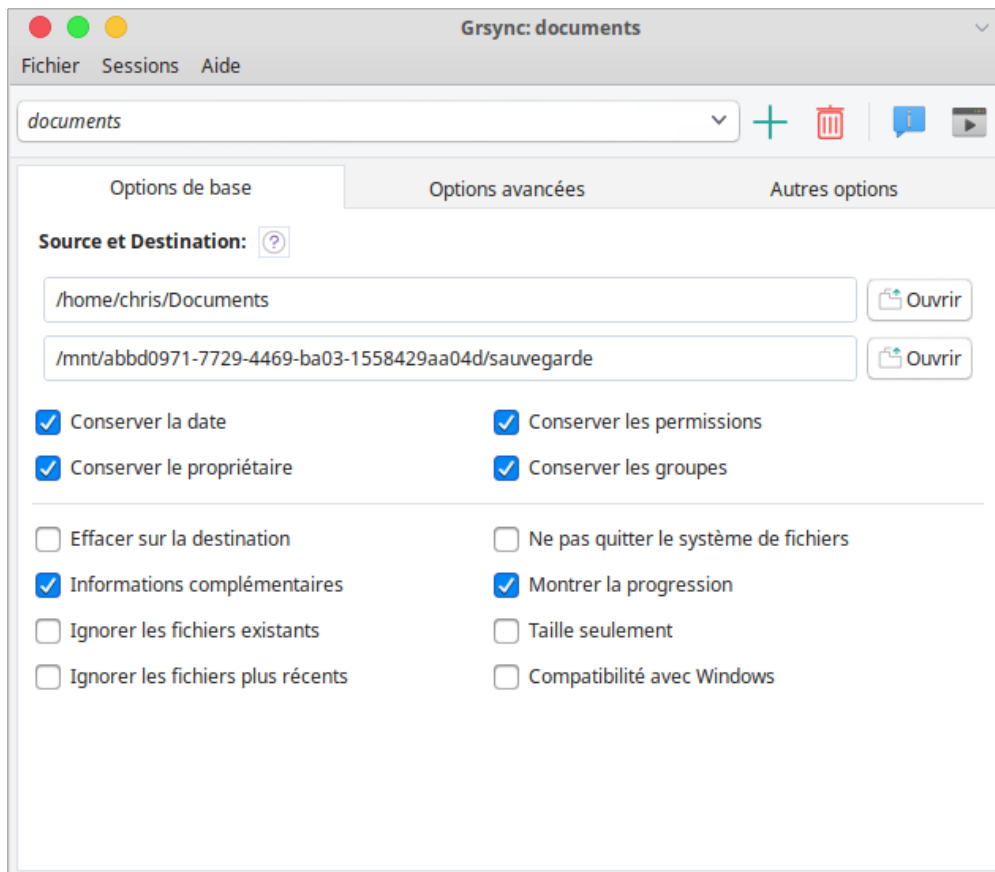 Grsync: documents
Fichier Sessions Aide
documents
Options de base Options avancées Autres options
Source et Destination: ?
/home/chris/Documents Ouvrir
/mnt/abbd0971-7729-4469-ba03-1558429aa04d/sauvegarde Ouvrir
Conserver la date Conserver les permissions
Conserver le propriétaire Conserver les groupes
Effacer sur la destination Ne pas quitter le système de fichiers
Informations complémentaires Montrer la progression
Ignorer les fichiers existants Taille seulement
Ignorer les fichiers plus récents Compatibilité avec Windows